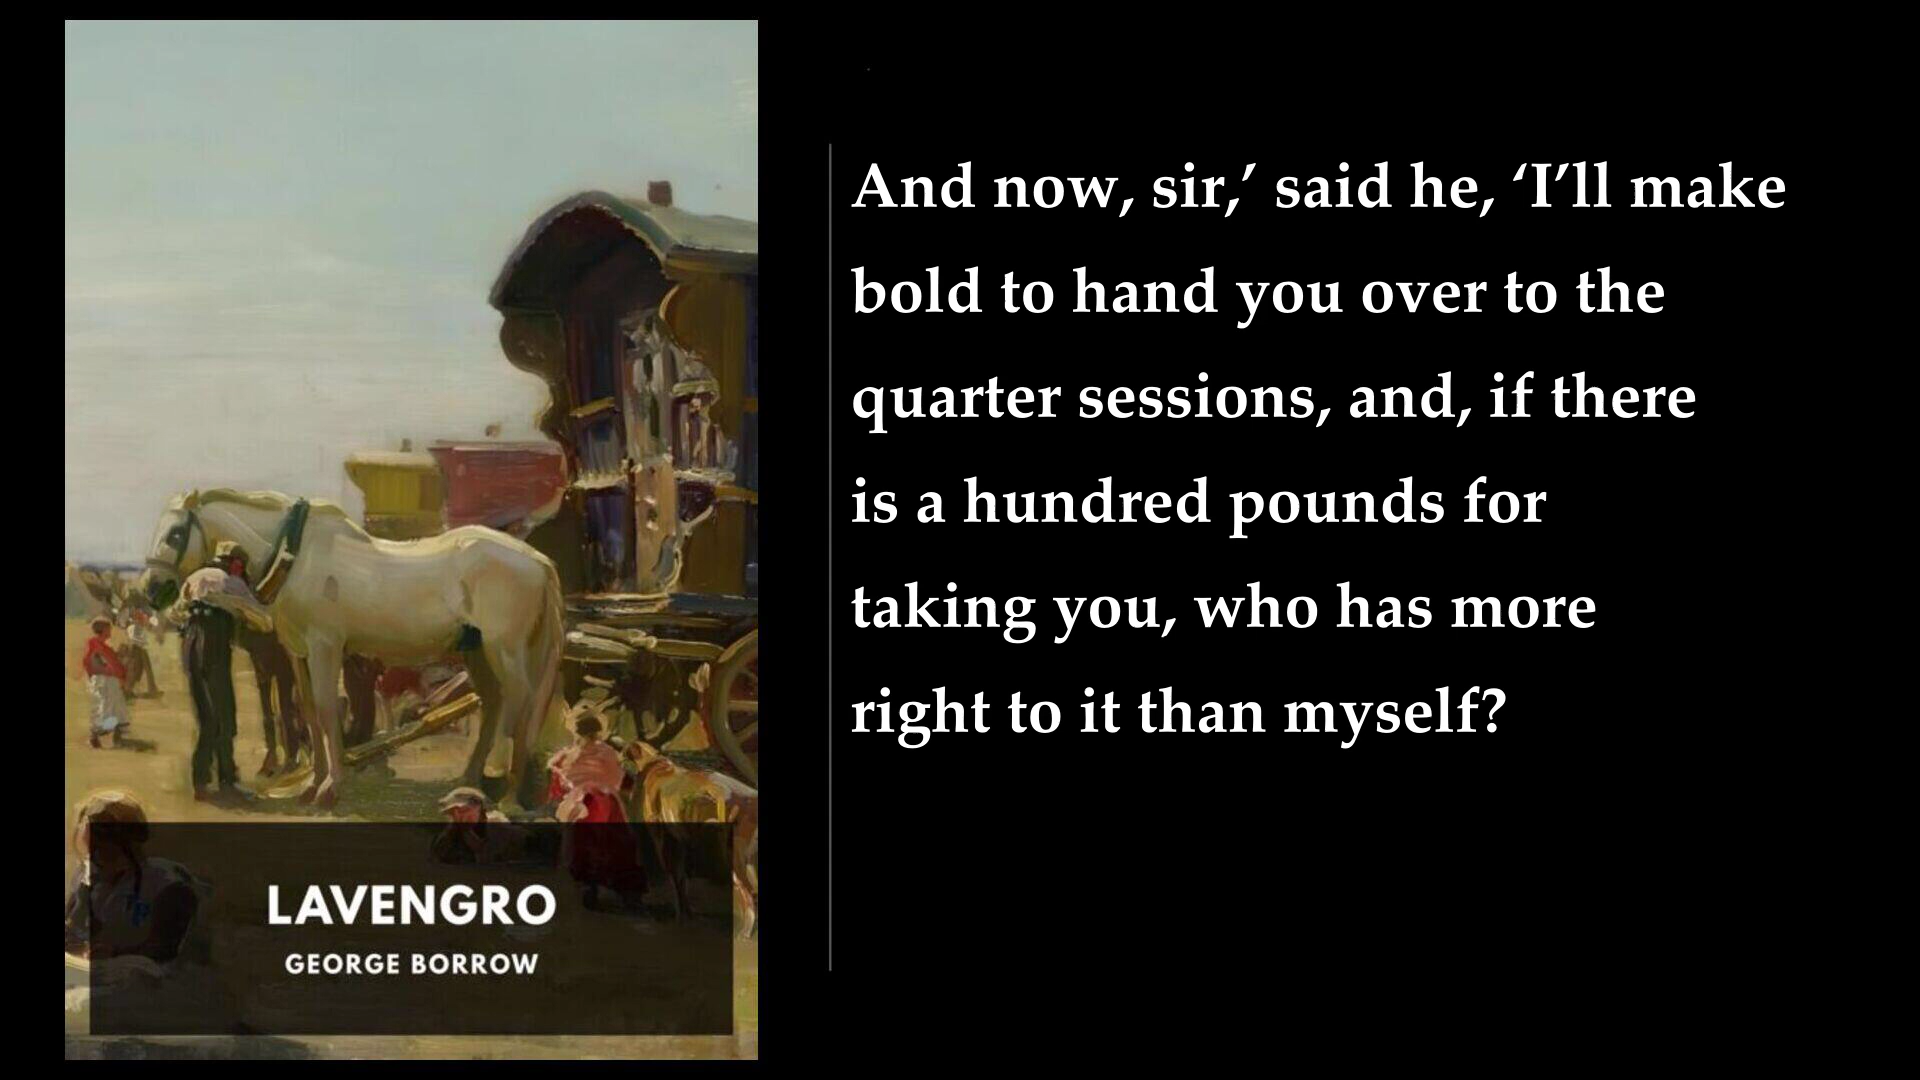 LAVENGRO
GEORGE BORROW
And now, sir,’ said he, ‘I’ll make
bold to hand you over to the
quarter sessions, and, if there
is a hundred pounds for
taking you, who has more
right to it than myself?